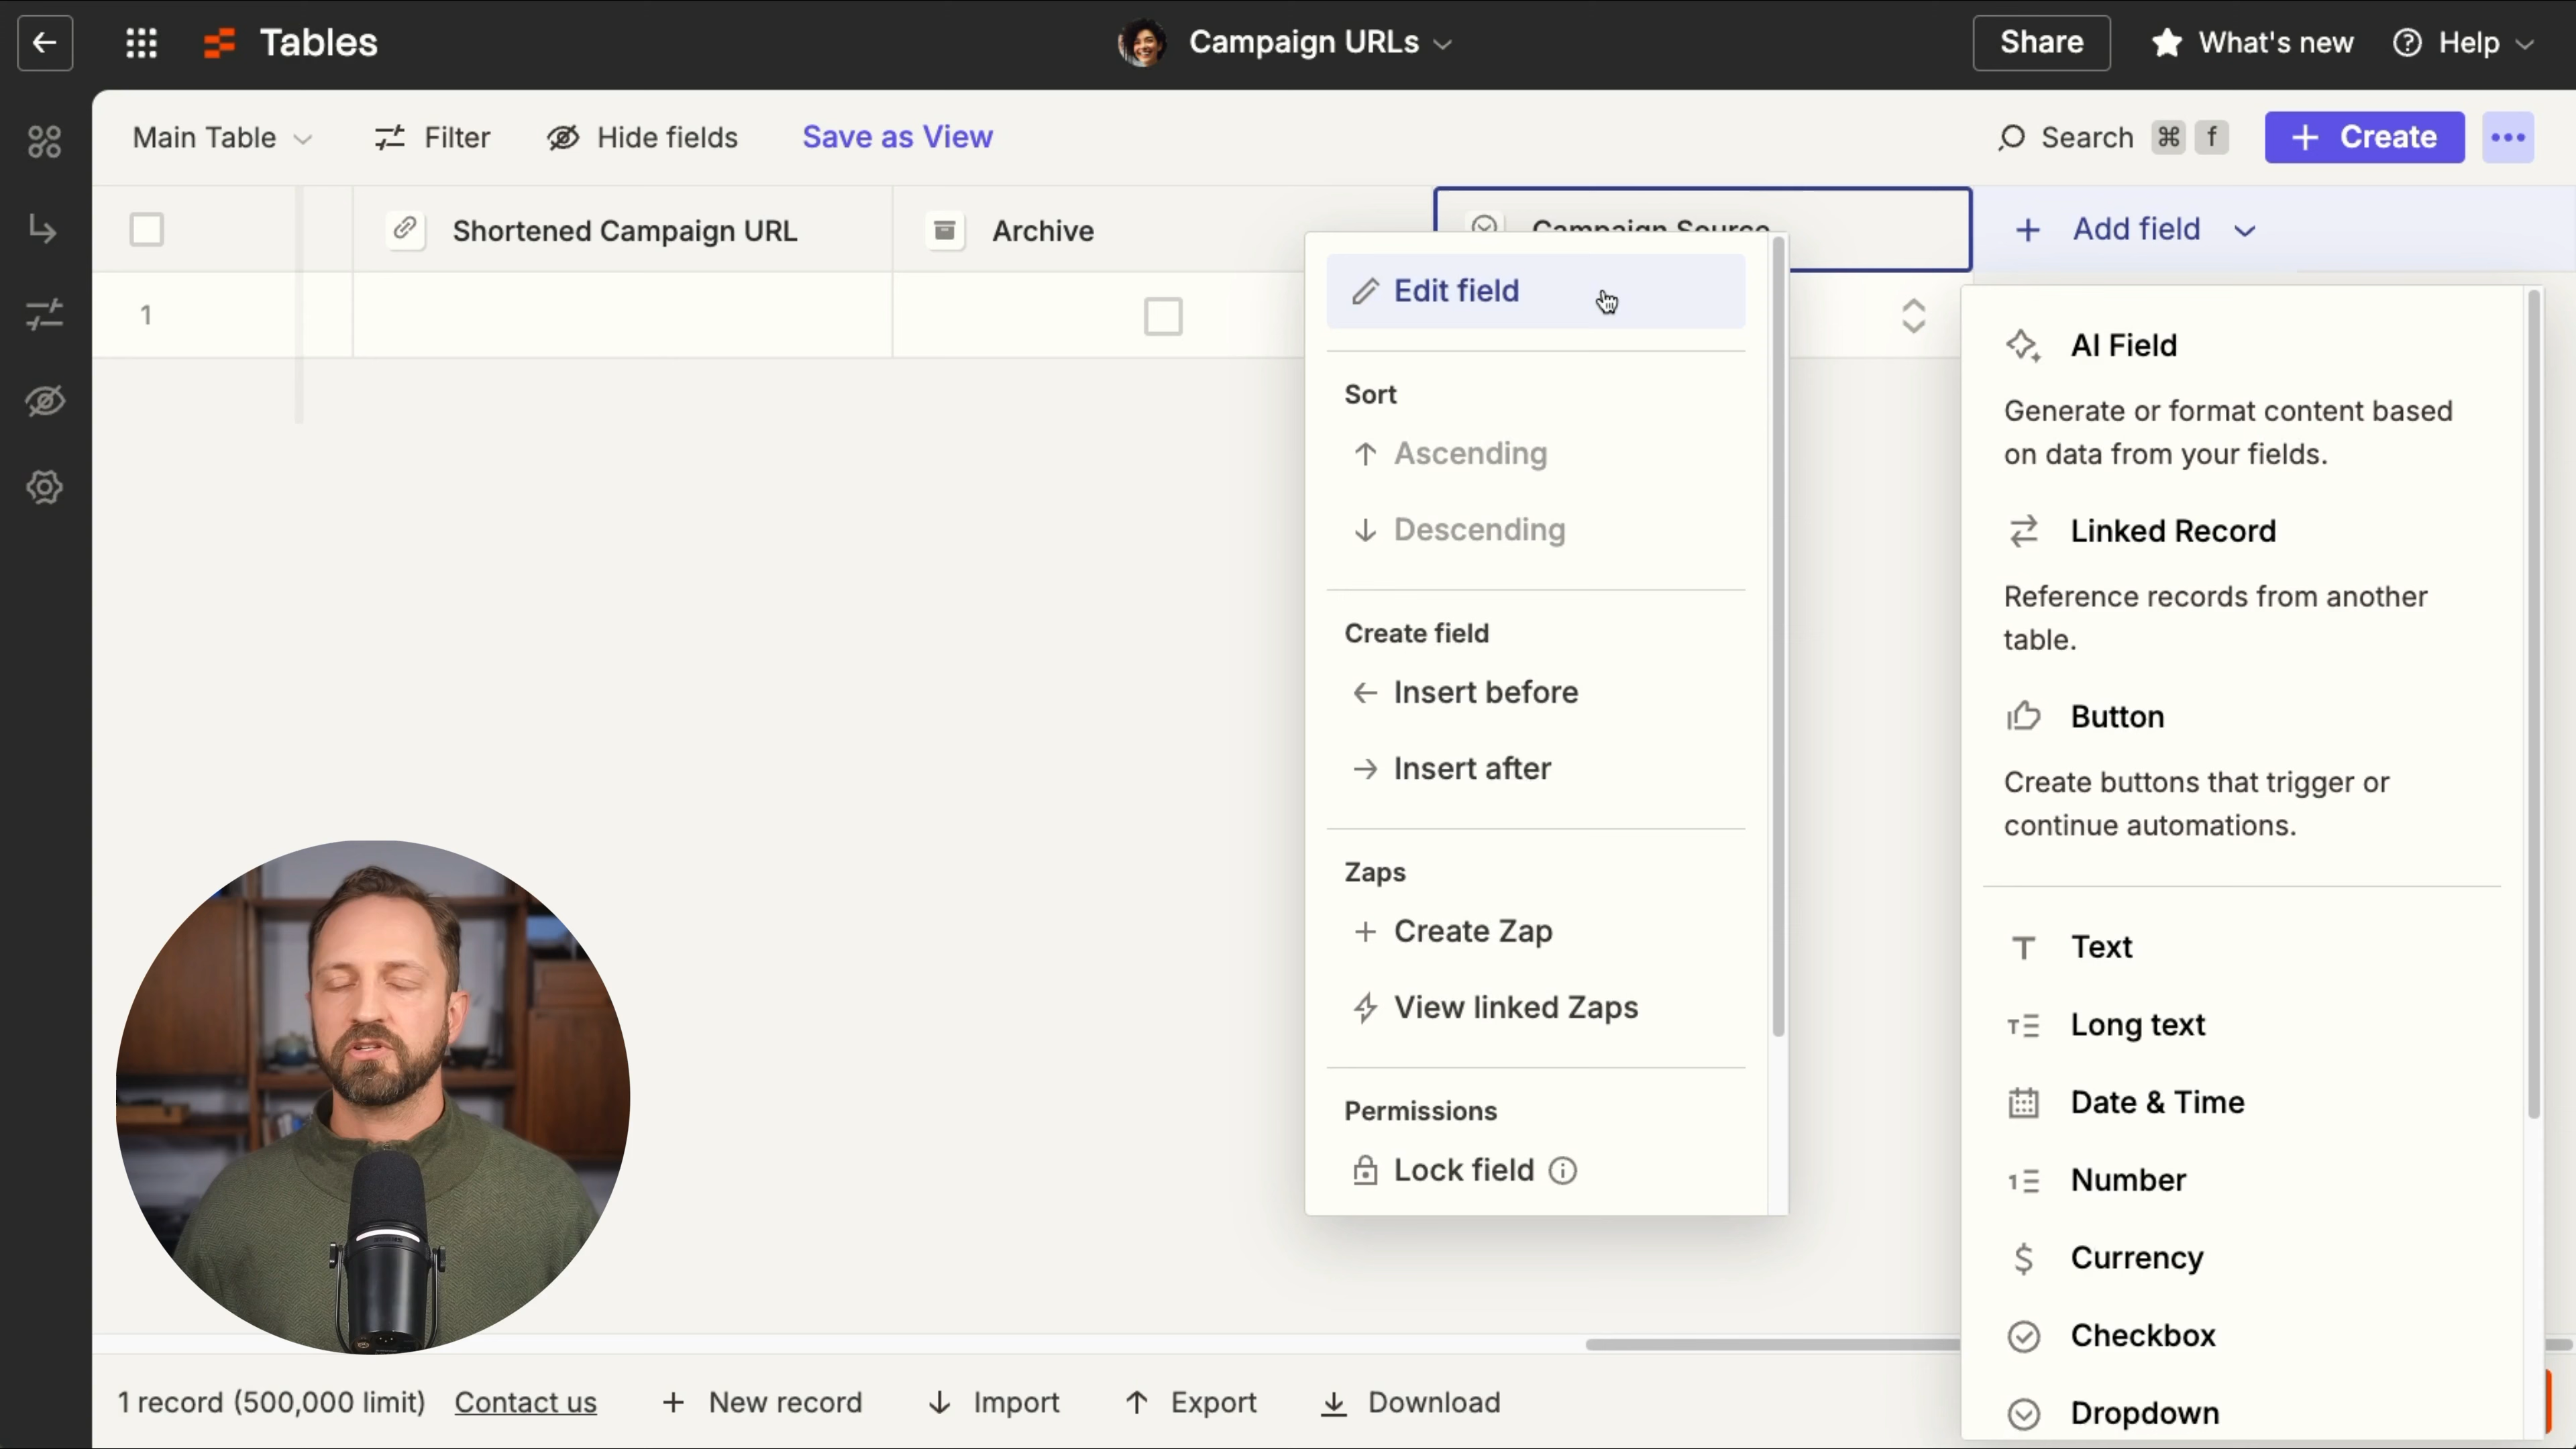 Tables
Campaign URLs
Share
What's new
Help
Main Table
Filter
Hide fields
Save as View
Search ⌘ f
+ Create
Shortened Campaign URL
Archive
Campaign Source
+ Add field
1
Edit field
Sort
Ascending
Descending
Create field
Insert before
Insert after
Zaps
Create Zap
View linked Zaps
Permissions
Lock field
AI Field
Generate or format content based
on data from your fields.
Linked Record
Reference records from another
table.
Button
Create buttons that trigger or
continue automations.
Text
Long text
Date & Time
Number
Currency
Checkbox
Dropdown
1 record (500,000 limit)
Contact us
+ New record
Import
Export
Download